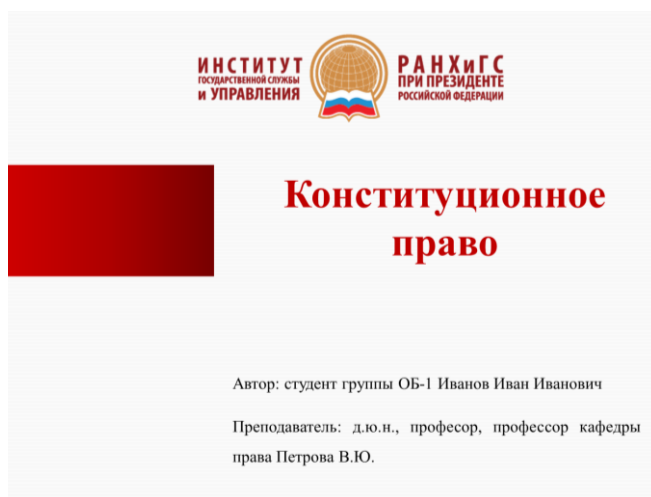 ИНСТИТУТ
ГОСУДАРСТВЕННОЙ СЛУЖБЫ
И УПРАВЛЕНИЯ
РАНХиГС
ПРИ ПРЕЗИДЕНТЕ
РОССИЙСКОЙ ФЕДЕРАЦИИ
Конституционное
право
Автор: студент группы ОБ-1 Иванов Иван Иванович
Преподаватель: д.ю.н., професор, профессор кафедры
права Петрова В.Ю.